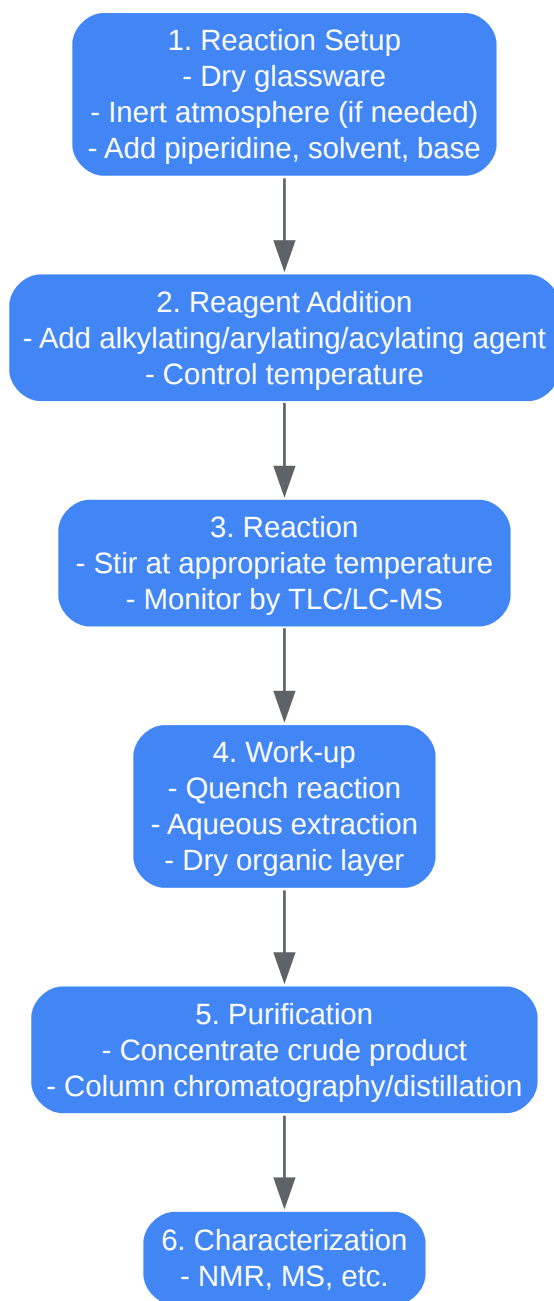 1. Reaction Setup
- Dry glassware
- Inert atmosphere (if needed)
- Add piperidine, solvent, base
2. Reagent Addition
- Add alkylating/arylating/acylating agent
- Control temperature
3. Reaction
- Stir at appropriate temperature
- Monitor by TLC/LC-MS
4. Work-up
- Quench reaction
- Aqueous extraction
- Dry organic layer
5. Purification
- Concentrate crude product
- Column chromatography/distillation
6. Characterization
- NMR, MS, etc.